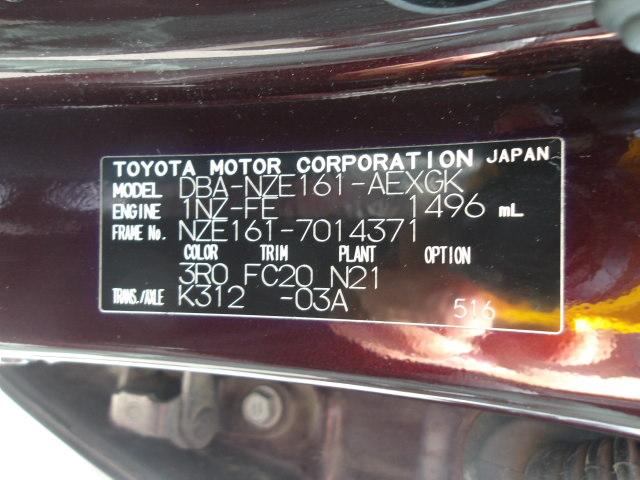 TOYOTA MOTOR CORPORATION JAPAN
MODEL DBA-NZE161-AEXGK
ENGINE 1NZ-FE 1496 mL
FRAME No. NZE161-7014371
COLOR TRIM PLANT OPTION
3R0 FC20 N21
TRANS./AXLE K312 -03A
516